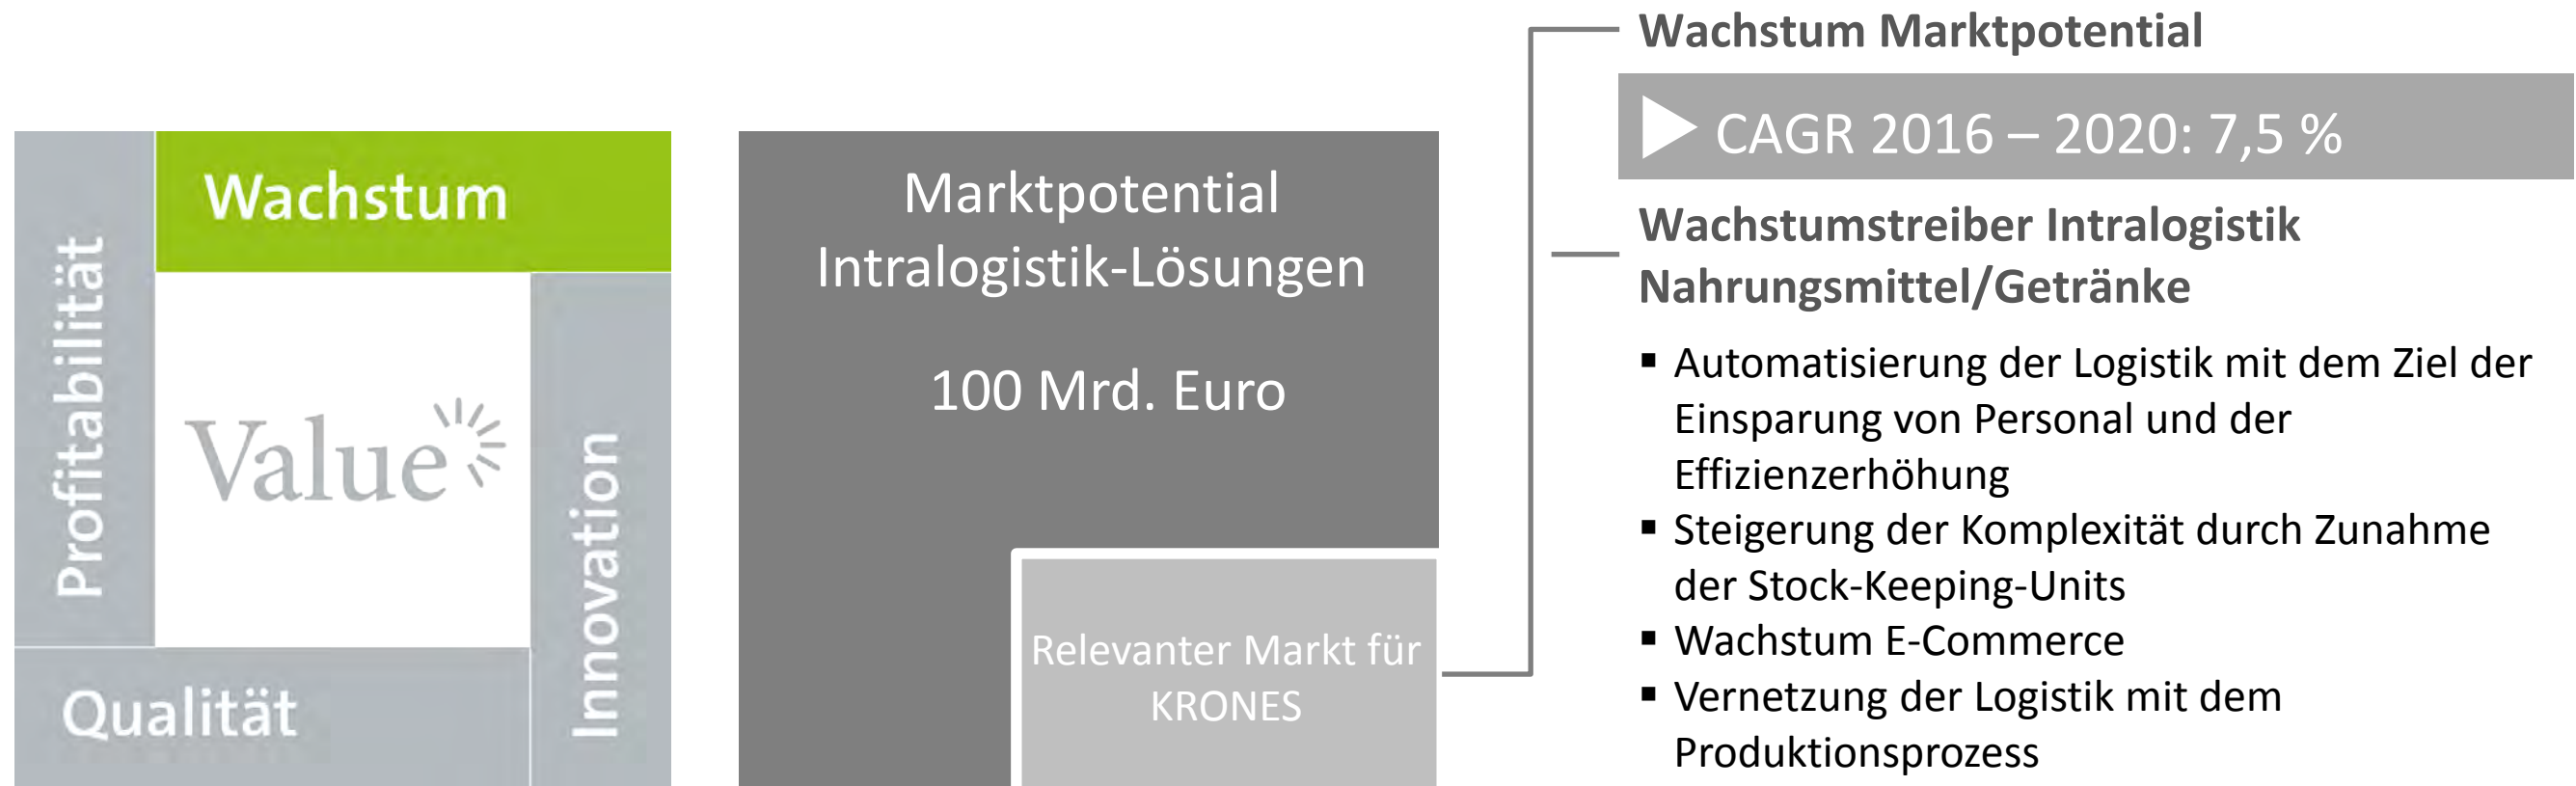 Wachstum
Profitabilität
Value
Innovation
Qualität
Marktpotential
Intralogistik-Lösungen
100 Mrd. Euro
Relevanter Markt für
KRONES
Wachstum Marktpotential
CAGR 2016 – 2020: 7,5 %
Wachstumstreiber Intralogistik
Nahrungsmittel/Getränke
▪ Automatisierung der Logistik mit dem Ziel der
Einsparung von Personal und der
Effizienzerhöhung
▪ Steigerung der Komplexität durch Zunahme
der Stock-Keeping-Units
▪ Wachstum E-Commerce
▪ Vernetzung der Logistik mit dem
Produktionsprozess